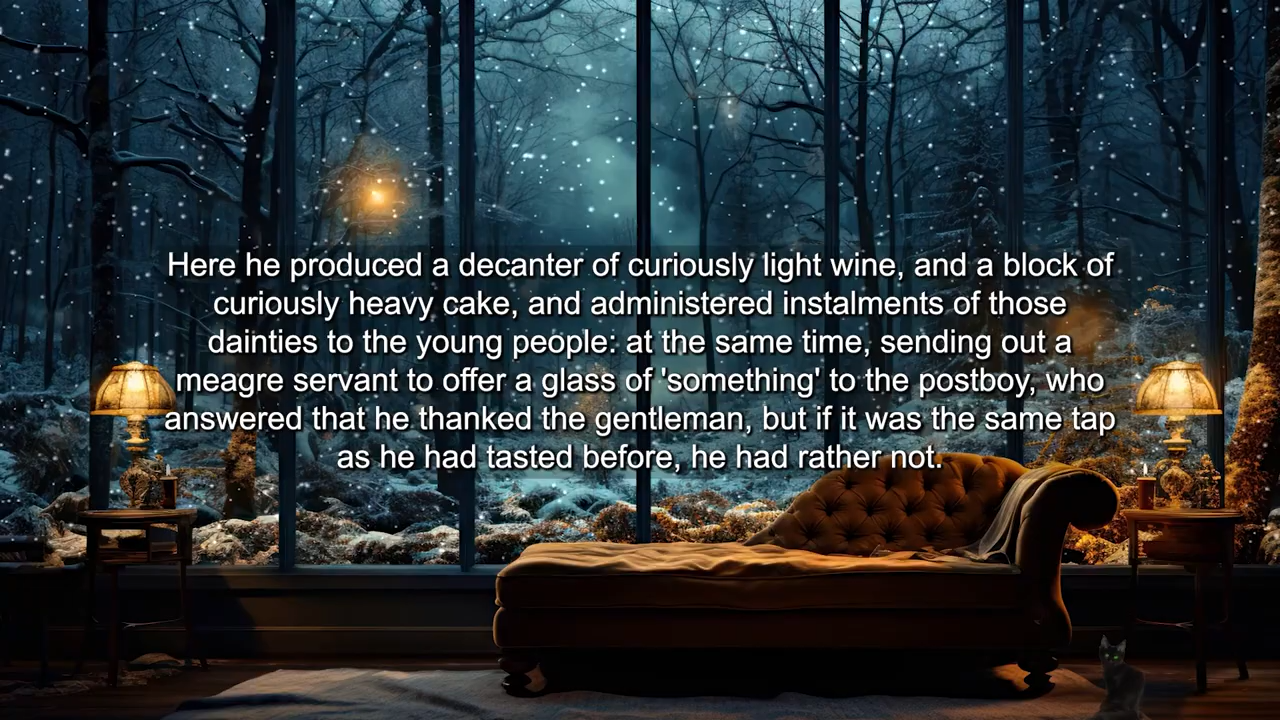 Here he produced a decanter of curiously light wine, and a block of
curiously heavy cake, and administered instalments of those
dainties to the young people: at the same time, sending out a
meagre servant to offer a glass of 'something' to the postboy, who
answered that he thanked the gentleman, but if it was the same tap
as he had tasted before, he had rather not.